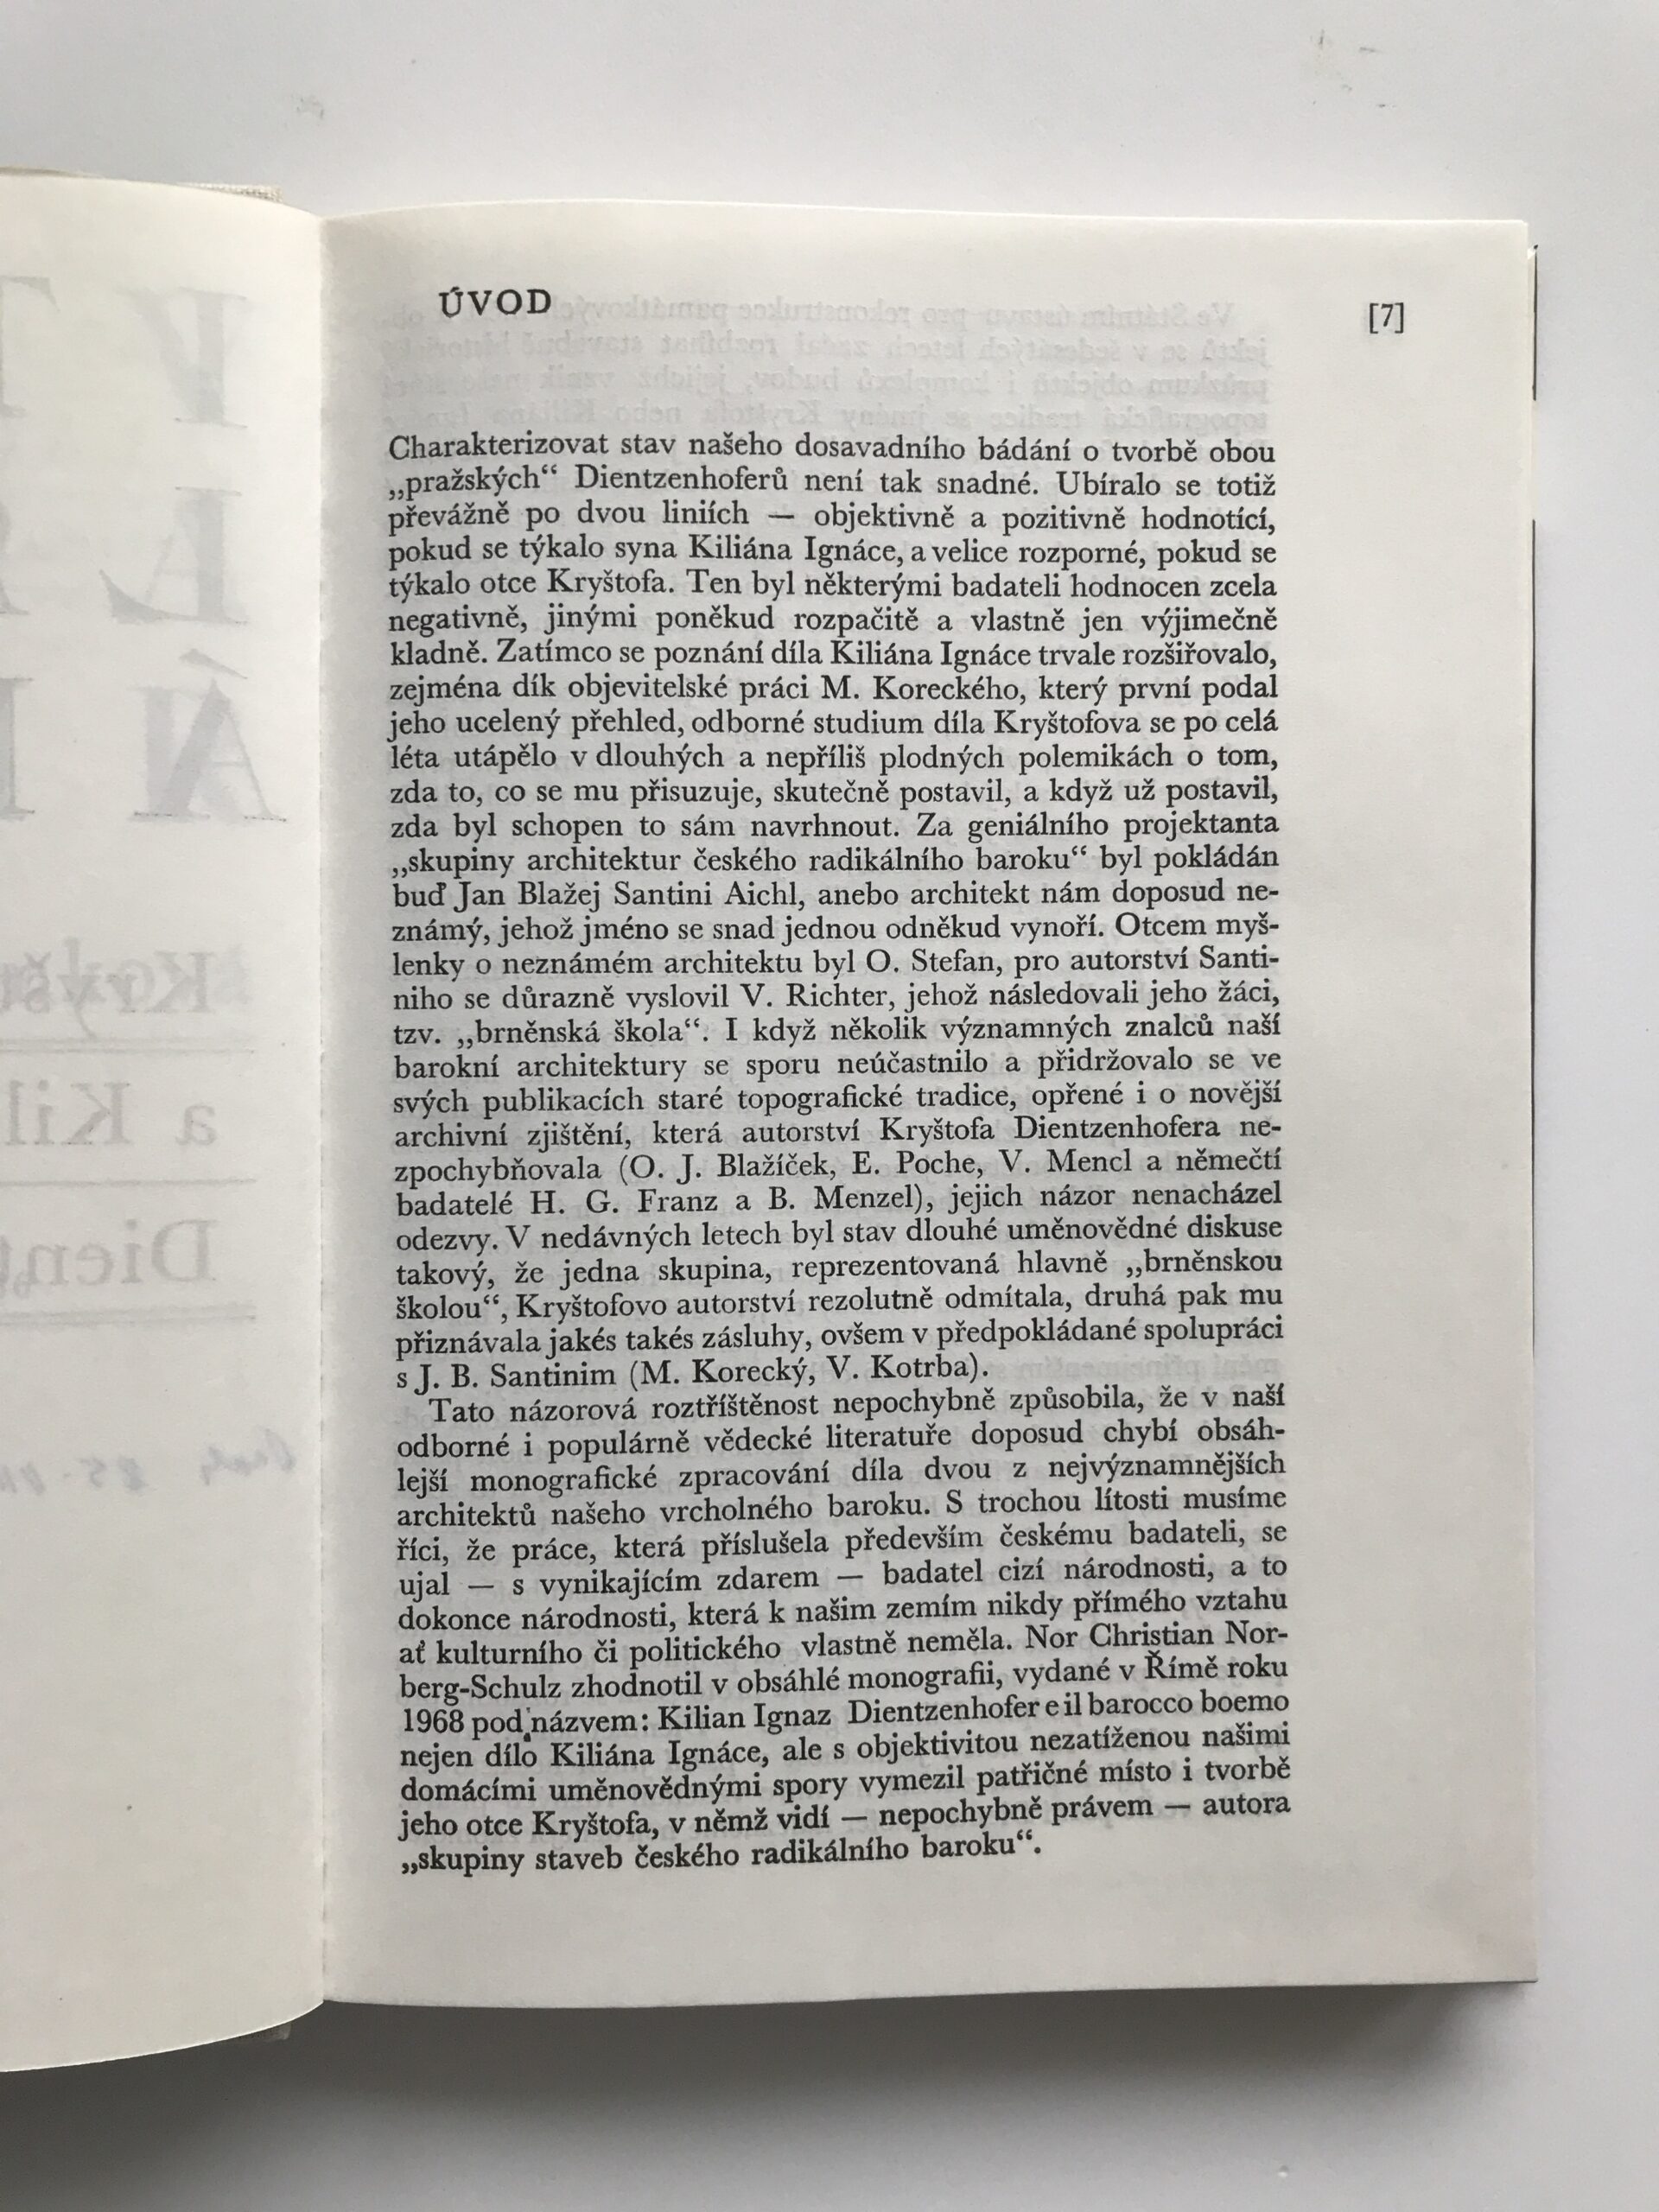 ÚVOD
[7]
Charakterizovat stav našeho dosavadního bádání o tvorbě obou
„pražských“ Dientzenhoferů není tak snadné. Ubíralo se totiž
převážně po dvou liniích — objektivně a pozitivně hodnotící,
pokud se týkalo syna Kiliána Ignáce, a velice rozporné, pokud se
týkalo otce Kryštofa. Ten byl některými badateli hodnocen zcela
negativně, jinými poněkud rozpačitě a vlastně jen výjimečně
kladně. Zatímco se poznání díla Kiliána Ignáce trvale rozšiřovalo,
zejména dík objevitelské práci M. Koreckého, který první podal
jeho ucelený přehled, odborné studium díla Kryštofova se po celá
léta utápělo v dlouhých a nepříliš plodných polemikách o tom,
zda to, co se mu přisuzuje, skutečně postavil, a když už postavil,
zda byl schopen to sám navrhnout. Za geniálního projektanta
„skupiny architektur českého radikálního baroku“ byl pokládán
buď Jan Blažej Santini Aichl, anebo architekt nám doposud ne-
známý, jehož jméno se snad jednou odněkud vynoří. Otcem myš-
lenky o neznámém architektu byl O. Stefan, pro autorství Santi-
niho se důrazně vyslovil V. Richter, jehož následovali jeho žáci,
tzv. „brněnská škola“. I když několik významných znalců naší
barokní architektury se sporu neúčastnilo a přidržovalo se ve
svých publikacích staré topografické tradice, opřené i o novější
archivní zjištění, která autorství Kryštofa Dientzenhofera ne-
zpochybňovala (O. J. Blažíček, E. Poche, V. Mencl a němečtí
badatelé H. G. Franz a B. Menzel), jejich názor nenacházel
odezvy. V nedávných letech byl stav dlouhé uměnovědné diskuse
takový, že jedna skupina, reprezentovaná hlavně „brněnskou
školou“, Kryštofovo autorství rezolutně odmítala, druhá pak mu
přiznávala jakés takés zásluhy, ovšem v předpokládané spolupráci
s J. B. Santinim (M. Korecký, V. Kotrba).
Tato názorová roztříštěnost nepochybně způsobila, že v naší
odborné i populárně vědecké literatuře doposud chybí obsáh-
lejší monografické zpracování díla dvou z nejvýznamnějších
architektů našeho vrcholného baroku. S trochou lítosti musíme
říci, že práce, která příslušela především českému badateli, se
ujal — s vynikajícím zdarem — badatel cizí národnosti, a to
dokonce národnosti, která k našim zemím nikdy přímého vztahu
ať kulturního či politického vlastně neměla. Nor Christian Nor-
berg-Schulz zhodnotil v obsáhlé monografii, vydané v Římě roku
1968 pod názvem: Kilian Ignaz Dientzenhofer e il barocco boemo
nejen dílo Kiliána Ignáce, ale s objektivitou nezatíženou našimi
domácími uměnovědnými spory vymezil patřičné místo i tvorbě
jeho otce Kryštofa, v němž vidí — nepochybně právem — autora
„skupiny staveb českého radikálního baroku“.